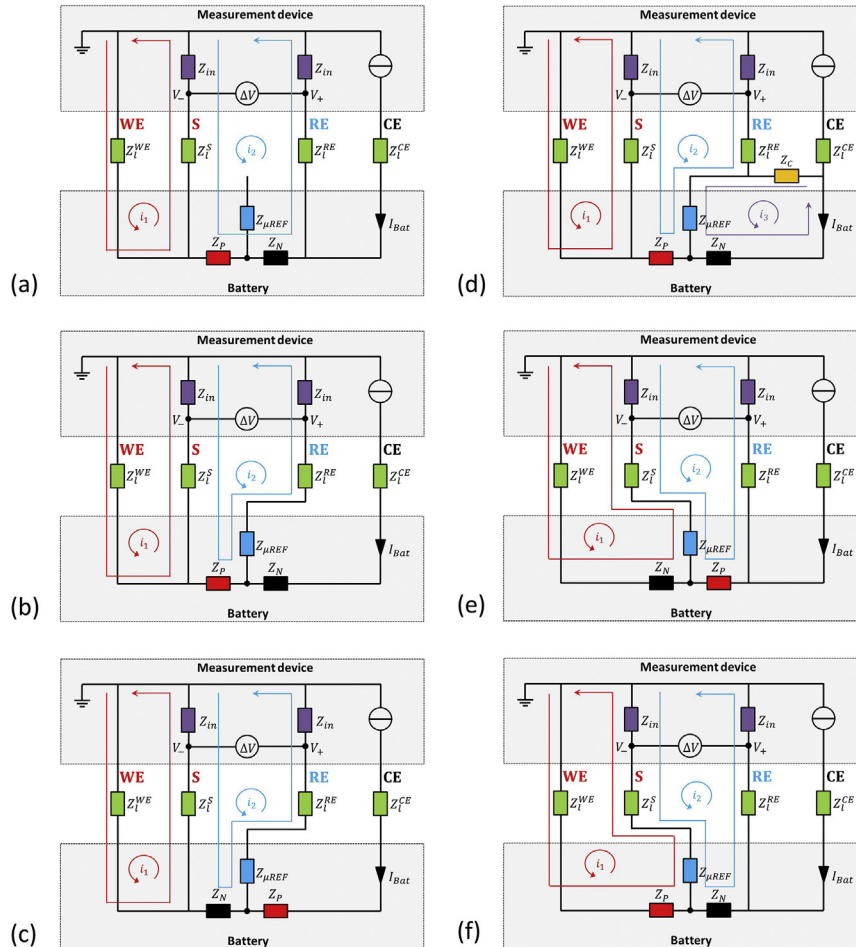 Measurement device
Z_in Z_in
V_- ΔV V_+
WE S RE CE
Z_l^WE Z_l^S i_2 Z_l^RE Z_l^CE
i_1 Z_μREF I_Bat
Z_P Z_N
(a)
Battery
Measurement device
Z_in Z_in
V_- ΔV V_+
WE S RE CE
Z_l^WE Z_l^S i_2 Z_l^RE Z_l^CE
i_1 Z_μREF I_Bat
Z_P Z_N
(b)
Battery
Measurement device
Z_in Z_in
V_- ΔV V_+
WE S RE CE
Z_l^WE Z_l^S i_2 Z_l^RE Z_l^CE
i_1 Z_μREF I_Bat
Z_N Z_P
(c)
Battery
Measurement device
Z_in Z_in
V_- ΔV V_+
WE S RE CE
Z_l^WE Z_l^S i_2 Z_l^RE Z_l^CE
Z_C
i_1 Z_μREF i_3 I_Bat
Z_P Z_N
(d)
Battery
Measurement device
Z_in Z_in
V_- ΔV V_+
WE S RE CE
Z_l^WE Z_l^S i_2 Z_l^RE Z_l^CE
i_1 Z_μREF I_Bat
Z_N Z_P
(e)
Battery
Measurement device
Z_in Z_in
V_- ΔV V_+
WE S RE CE
Z_l^WE Z_l^S i_2 Z_l^RE Z_l^CE
i_1 Z_μREF I_Bat
Z_P Z_N
(f)
Battery